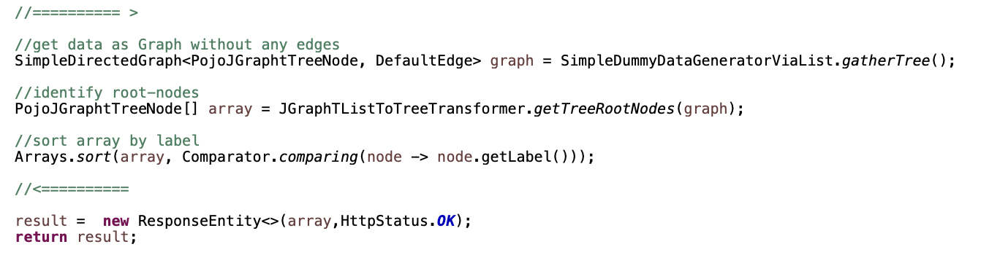 //========== >
//get data as Graph without any edges
SimpleDirectedGraph<PojoJGraphtTreeNode, DefaultEdge> graph = SimpleDummyDataGeneratorViaList.gatherTree();
//identify root-nodes
PojoJGraphtTreeNode[] array = JGraphTListToTreeTransformer.getTreeRootNodes(graph);
//sort array by label
Arrays.sort(array, Comparator.comparing(node -> node.getLabel()));
//<==========
result =  new ResponseEntity<>(array,HttpStatus.OK);
return result;